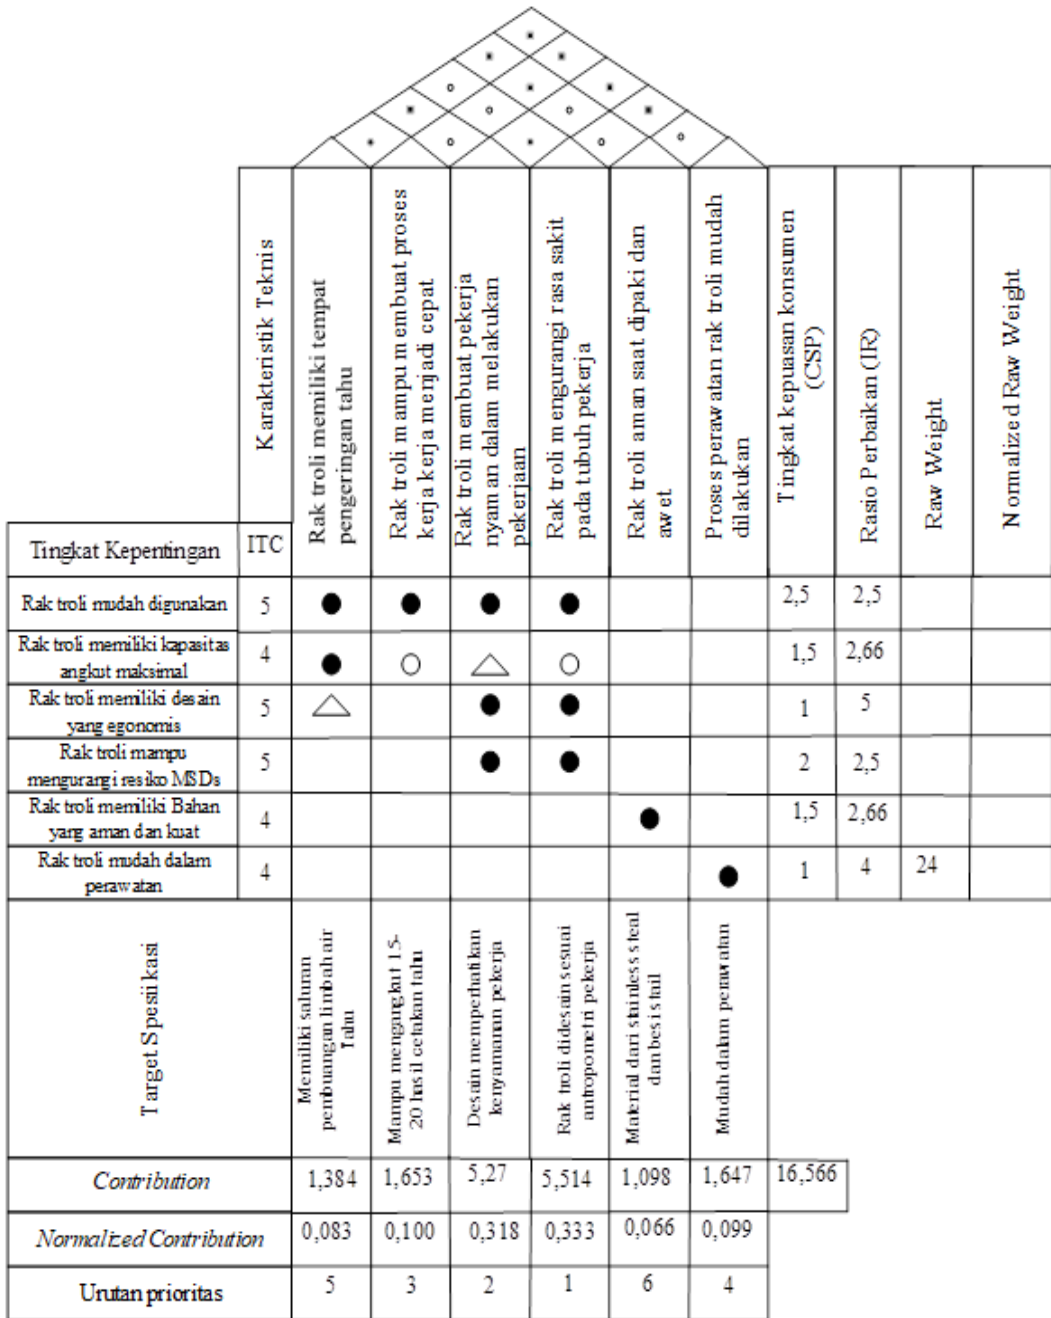 Karakteristik Teknis
Rak troli memiliki tempat
pengeringan tahu
Rak troli mampu membuat proses
kerja kerja menjadi cepat
Rak troli membuat pekerja
nyaman dalam melakukan
pekerjaan
Rak troli mengurangi rasa sakit
pada tubuh pekerja
Rak troli aman saat dipaki dan
awet
Proses perawatan rak troli mudah
dilakukan
Tingkat kepuasan konsumen
(CSP)
Rasio Perbaikan (IR)
Raw Weight
Normalized Raw Weight
Tingkat Kepentingan ITC
Rak troli mudah digunakan 5 2,5 2,5
Rak troli memiliki kapasitas
angkut maksimal 4 1,5 2,66
Rak troli memiliki desain
yang egonomis 5 1 5
Rak troli mampu
mengurangi resiko MSDs 5 2 2,5
Rak troli memiliki Bahan
yang aman dan kuat 4 1,5 2,66
Rak troli mudah dalam
perawatan 4 1 4 24
Target Spesiikasi
Memiliki saluran
pembuangan limbah air
Tahu
Mampu mengangkut 15-
20 hasil cetakan tahu
Desain memperhatikan
kenyamanan pekerja
Rak troli didesain sesuai
antropometri pekerja
Material dari stainless steal
dan besi stail
Mudah dalam perawatan
Contribution 1,384 1,653 5,27 5,514 1,098 1,647 16,566
Normalized Contribution 0,083 0,100 0,318 0,333 0,066 0,099
Urutan prioritas 5 3 2 1 6 4